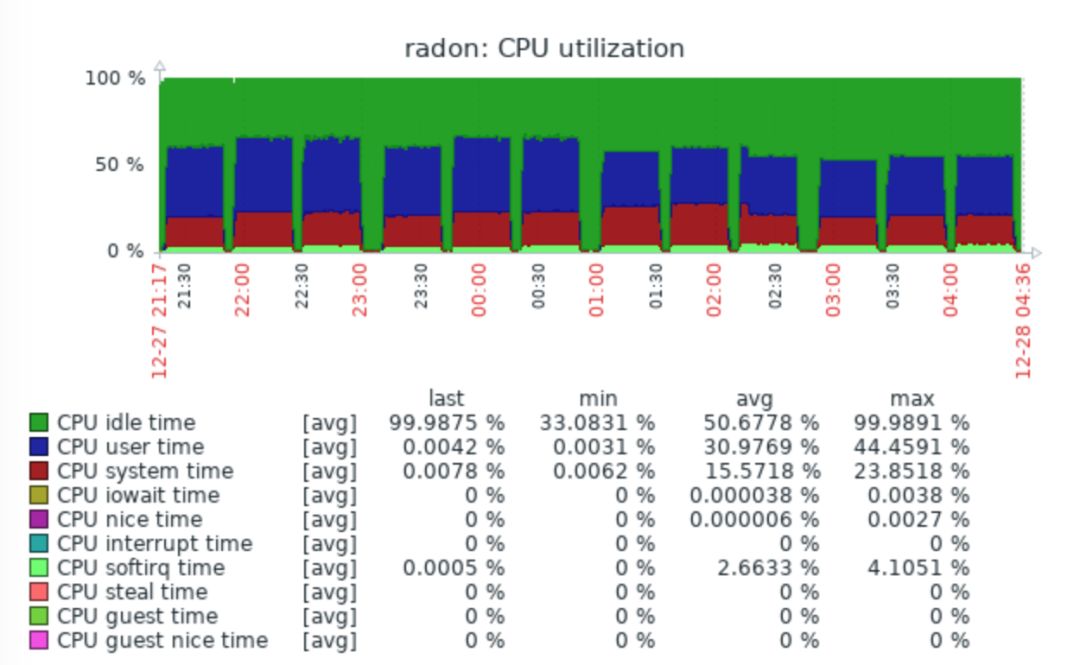 radon: CPU utilization
100 %
50 %
0 %
12-27 21:17
21:30
22:00
22:30
23:00
23:30
00:00
00:30
01:00
01:30
02:00
02:30
03:00
03:30
04:00
12-28 04:36
last min avg max
CPU idle time [avg] 99.9875 % 33.0831 % 50.6778 % 99.9891 %
CPU user time [avg] 0.0042 % 0.0031 % 30.9769 % 44.4591 %
CPU system time [avg] 0.0078 % 0.0062 % 15.5718 % 23.8518 %
CPU iowait time [avg] 0 % 0 % 0.000038 % 0.0038 %
CPU nice time [avg] 0 % 0 % 0.000006 % 0.0027 %
CPU interrupt time [avg] 0 % 0 % 0 % 0 %
CPU softirq time [avg] 0.0005 % 0 % 2.6633 % 4.1051 %
CPU steal time [avg] 0 % 0 % 0 % 0 %
CPU guest time [avg] 0 % 0 % 0 % 0 %
CPU guest nice time [avg] 0 % 0 % 0 % 0 %